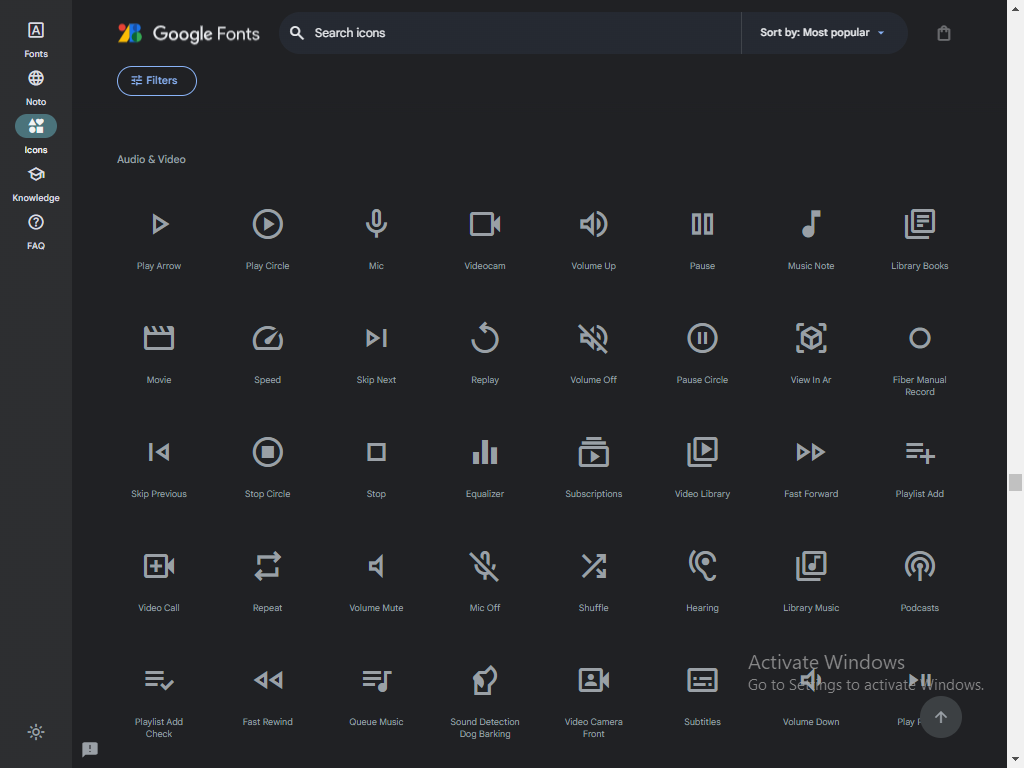 Fonts
Noto
Icons
Knowledge
FAQ
Google Fonts
Search icons
Sort by: Most popular
Filters
Audio & Video
Play Arrow
Play Circle
Mic
Videocam
Volume Up
Pause
Music Note
Library Books
Movie
Speed
Skip Next
Replay
Volume Off
Pause Circle
View In Ar
Fiber Manual
Record
Skip Previous
Stop Circle
Stop
Equalizer
Subscriptions
Video Library
Fast Forward
Playlist Add
Video Call
Repeat
Volume Mute
Mic Off
Shuffle
Hearing
Library Music
Podcasts
Playlist Add
Check
Fast Rewind
Queue Music
Sound Detection
Dog Barking
Video Camera
Front
Subtitles
Volume Down
Play
Activate Windows
Go to Settings to activate Windows.